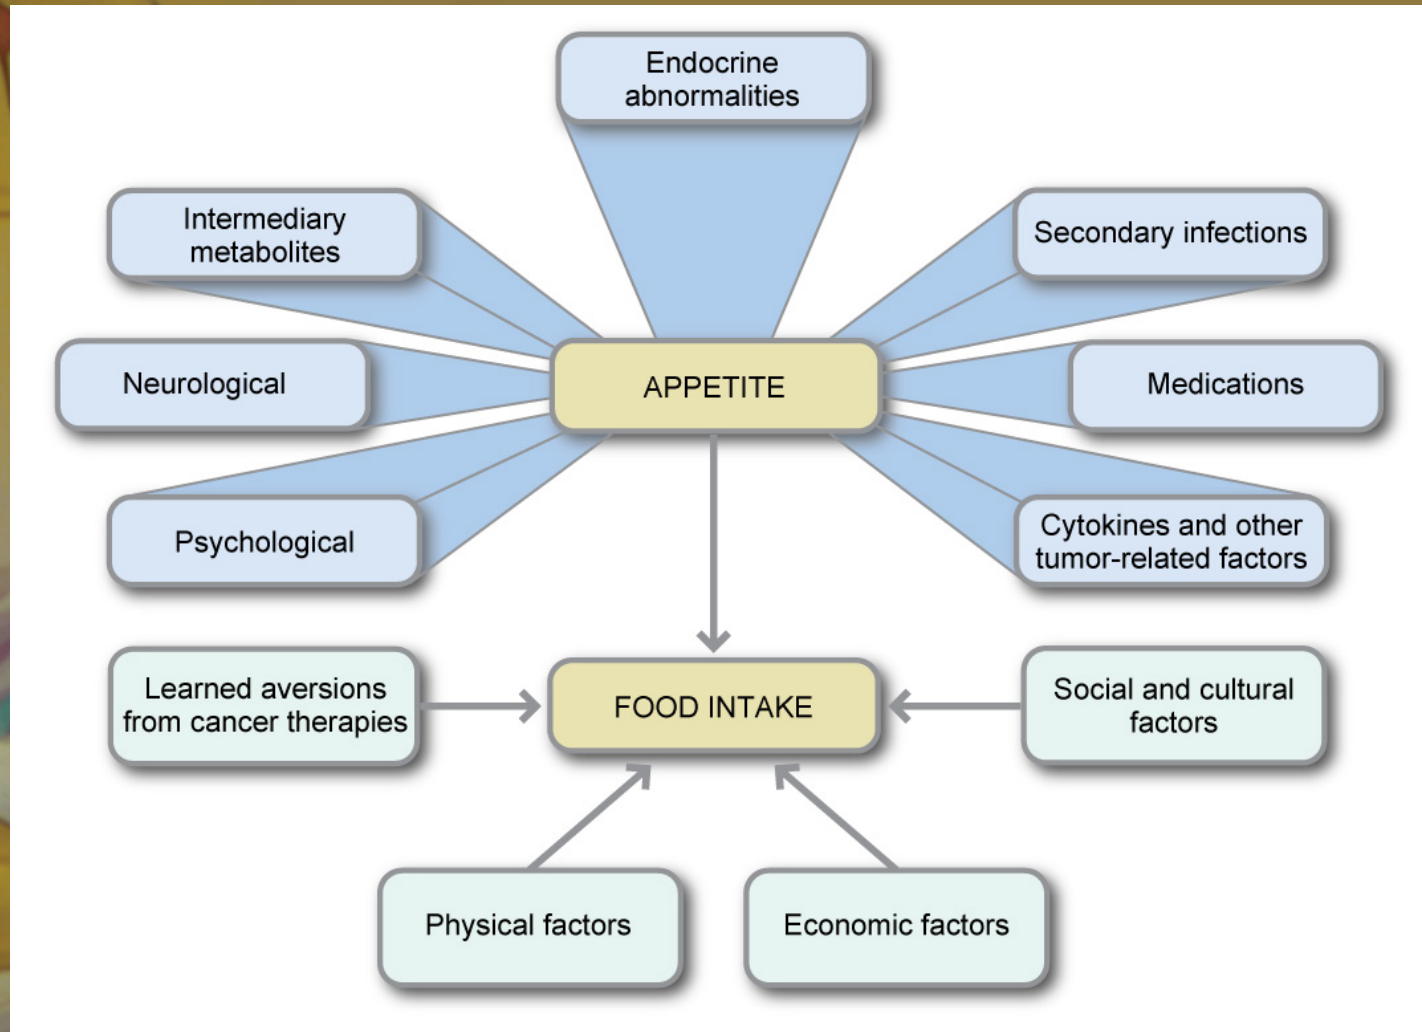 Endocrine
abnormalities
Intermediary
metabolites
Secondary infections
Neurological
APPETITE
Medications
Psychological
Cytokines and other
tumor-related factors
Learned aversions
from cancer therapies
FOOD INTAKE
Social and cultural
factors
Physical factors
Economic factors